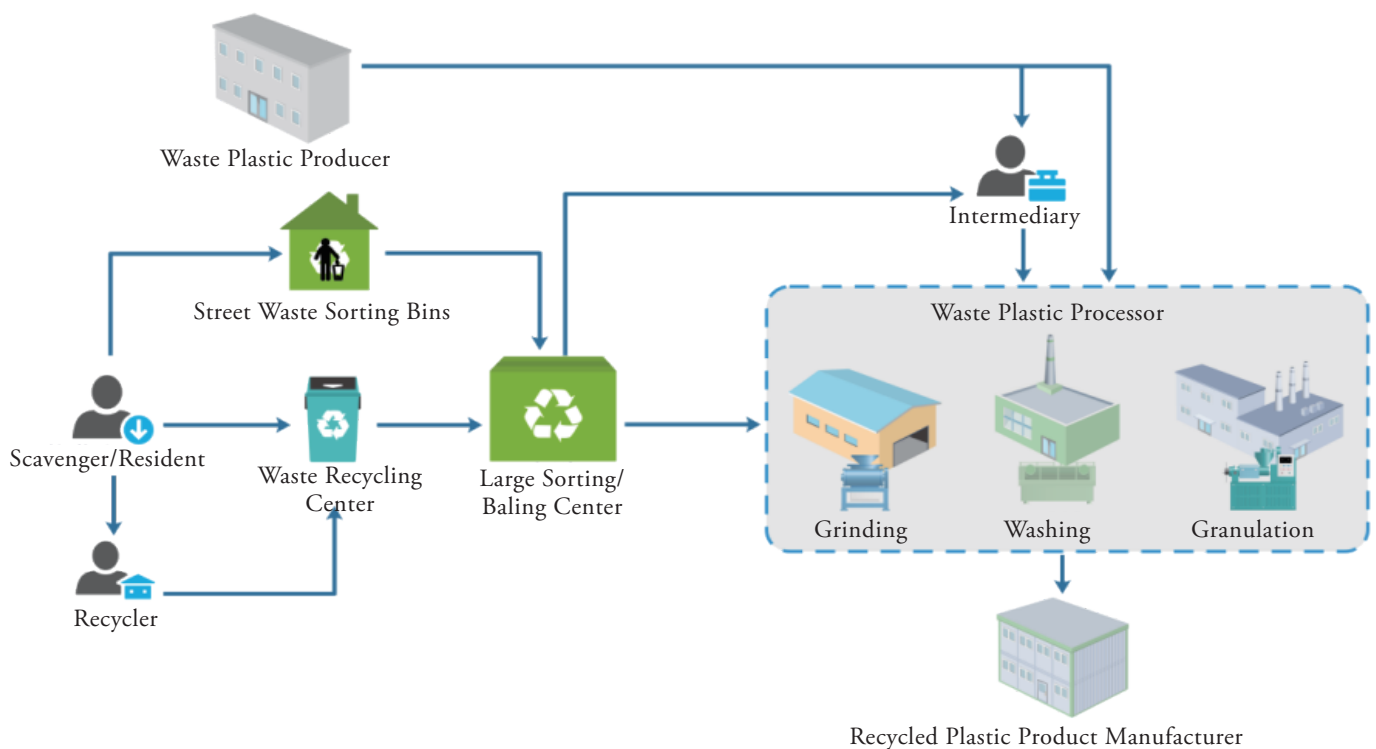 Waste Plastic Producer
Intermediary
Street Waste Sorting Bins
Waste Plastic Processor
Scavenger/Resident
Waste Recycling
Center
Large Sorting/
Baling Center
Grinding
Washing
Granulation
Recycler
Recycled Plastic Product Manufacturer